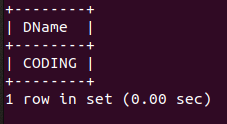 +--------+
| DName  |
+--------+
| CODING |
+--------+
1 row in set (0.00 sec)